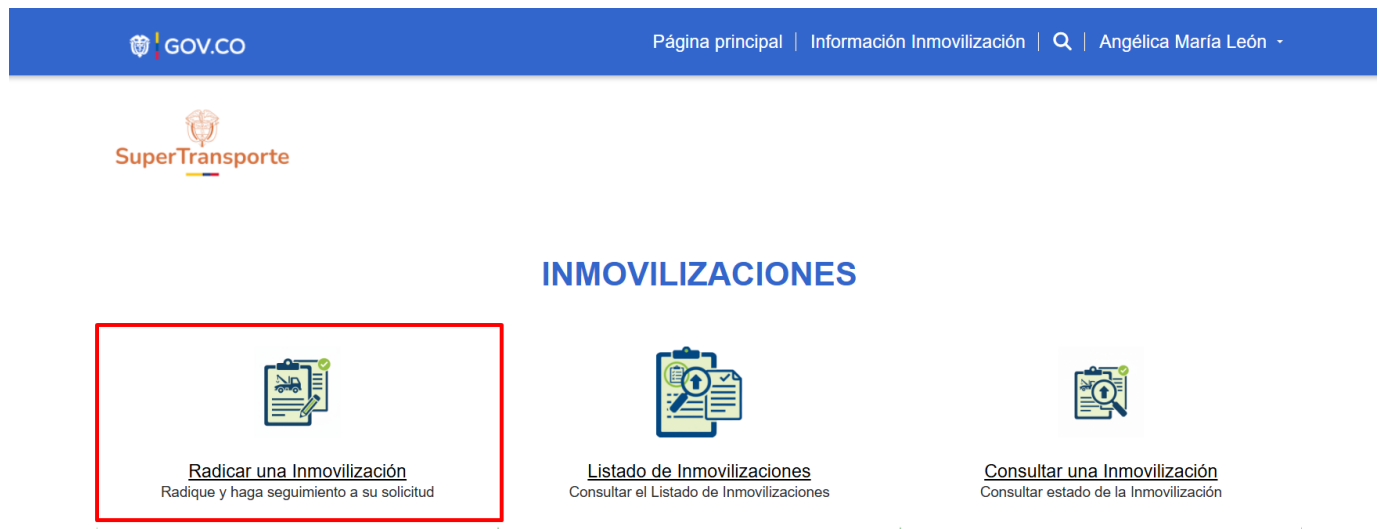 GOV.CO
Página principal | Información Inmovilización | Angélica María León
SuperTransporte
INMOVILIZACIONES
Radicar una Inmovilización
Radique y haga seguimiento a su solicitud
Listado de Inmovilizaciones
Consultar el Listado de Inmovilizaciones
Consultar una Inmovilización
Consultar estado de la Inmovilización